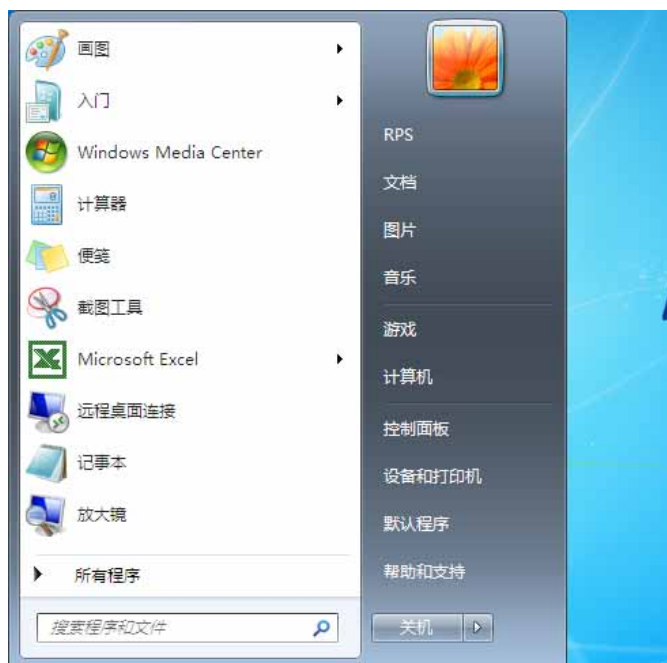 画图
入门
Windows Media Center
计算器
便笺
截图工具
Microsoft Excel
远程桌面连接
记事本
放大镜
所有程序
搜索程序和文件
RPS
文档
图片
音乐
游戏
计算机
控制面板
设备和打印机
默认程序
帮助和支持
关机